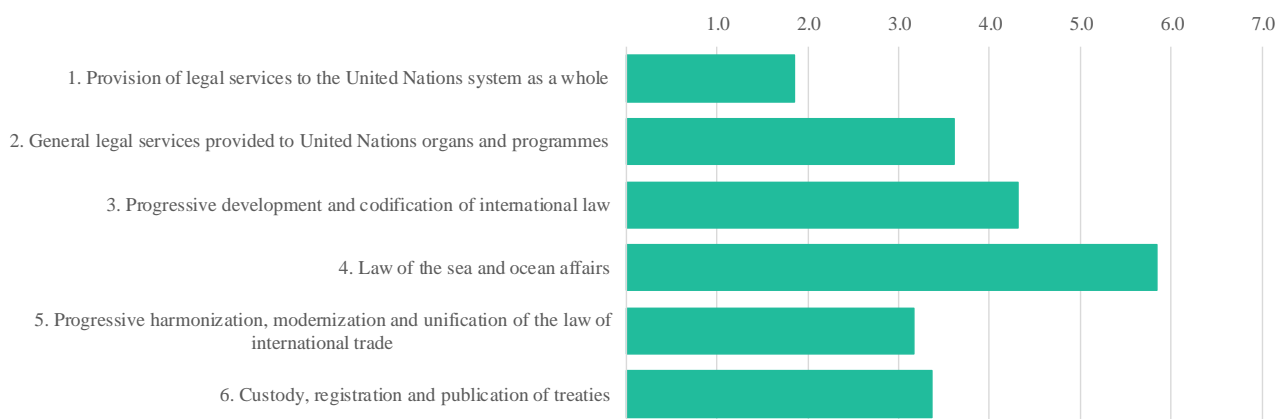 1.0 2.0 3.0 4.0 5.0 6.0 7.0
1. Provision of legal services to the United Nations system as a whole
2. General legal services provided to United Nations organs and programmes
3. Progressive development and codification of international law
4. Law of the sea and ocean affairs
5. Progressive harmonization, modernization and unification of the law of
international trade
6. Custody, registration and publication of treaties